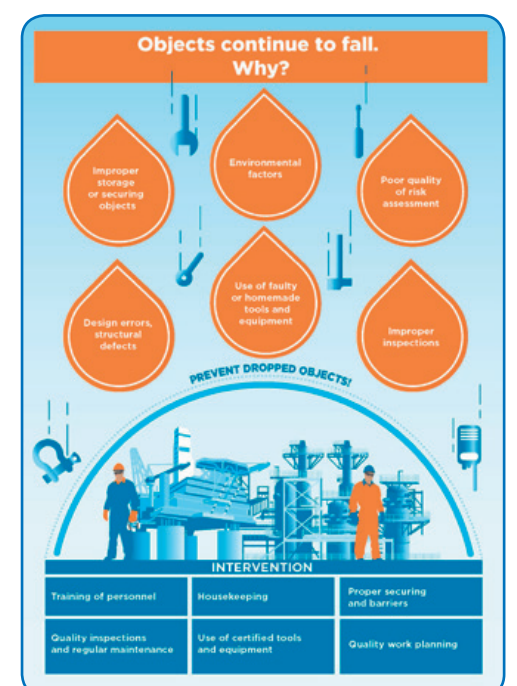 Objects continue to fall.
Why?
Improper
storage
or securing
objects
Environmental
factors
Poor quality
of risk
assessment
Design errors,
structural
defects
Use of faulty
or homemade
tools and
equipment
Improper
inspections
PREVENT DROPPED OBJECTS!
INTERVENTION
Training of personnel
Housekeeping
Proper securing
and barriers
Quality inspections
and regular maintenance
Use of certified tools
and equipment
Quality work planning